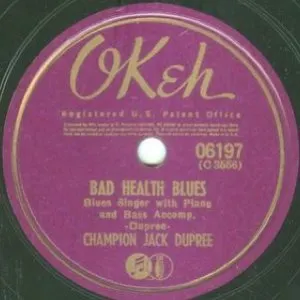 OKeh
Registered U.S. Patent Office
06197
(C 3556)
BAD HEALTH BLUES
Blues Singer with Piano
and Bass Accomp.
-Dupree-
CHAMPION JACK DUPREE